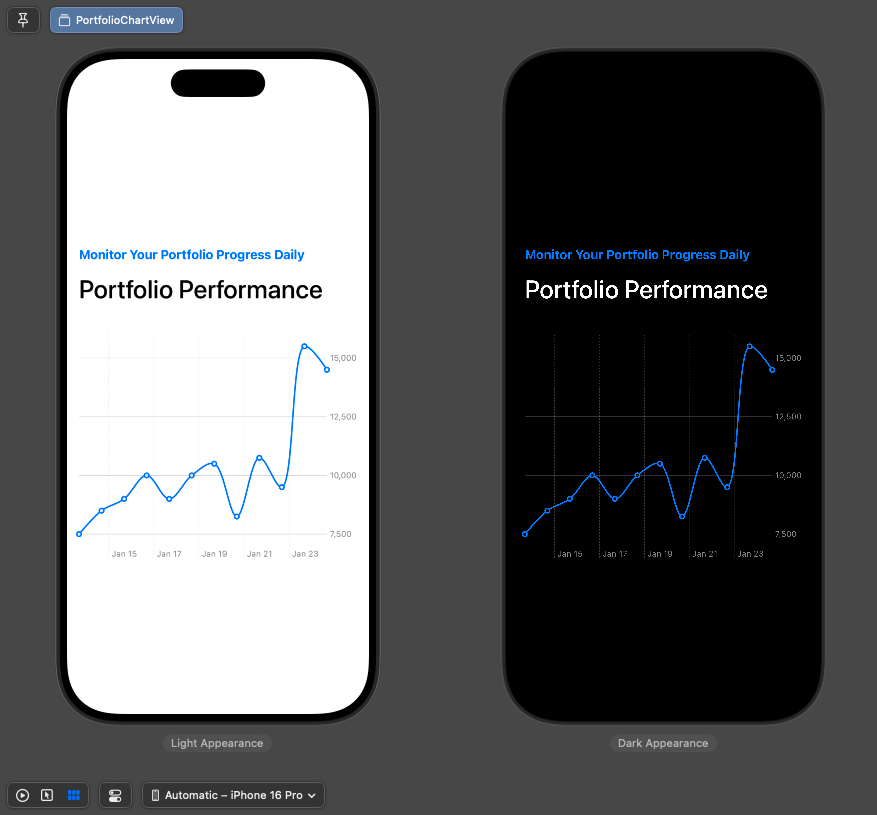 PortfolioChartView
Monitor Your Portfolio Progress Daily
Portfolio Performance
15,000
12,500
10,000
7,500
Jan 15 Jan 17 Jan 19 Jan 21 Jan 23
Light Appearance
Monitor Your Portfolio Progress Daily
Portfolio Performance
15,000
12,500
10,000
7,500
Jan 15 Jan 17 Jan 19 Jan 21 Jan 23
Dark Appearance
Automatic – iPhone 16 Pro